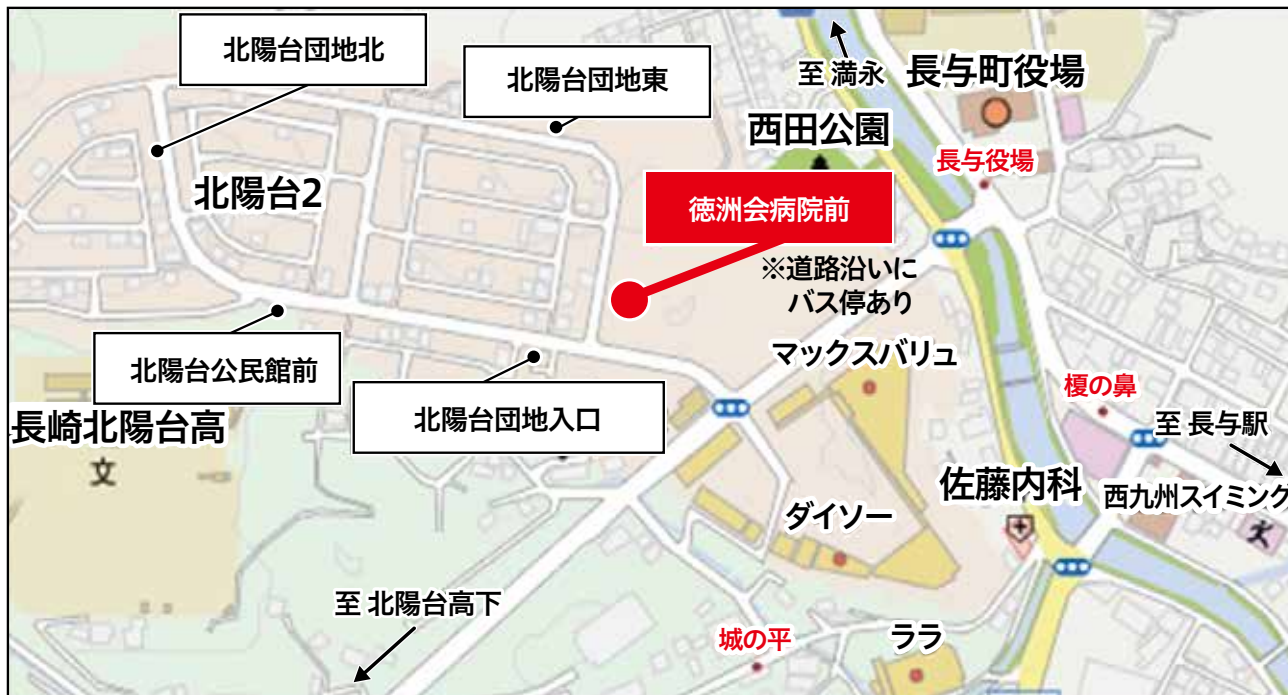 北陽台団地北
北陽台団地東
至 満永
長与町役場
西田公園
長与役場
北陽台2
徳洲会病院前
※道路沿いに
バス停あり
マックスバリュ
北陽台公民館前
北陽台団地入口
榎の鼻
長崎北陽台高
文
至 長与駅
佐藤内科
西九州スイミング
ダイソー
至 北陽台高下
城の平
ララ